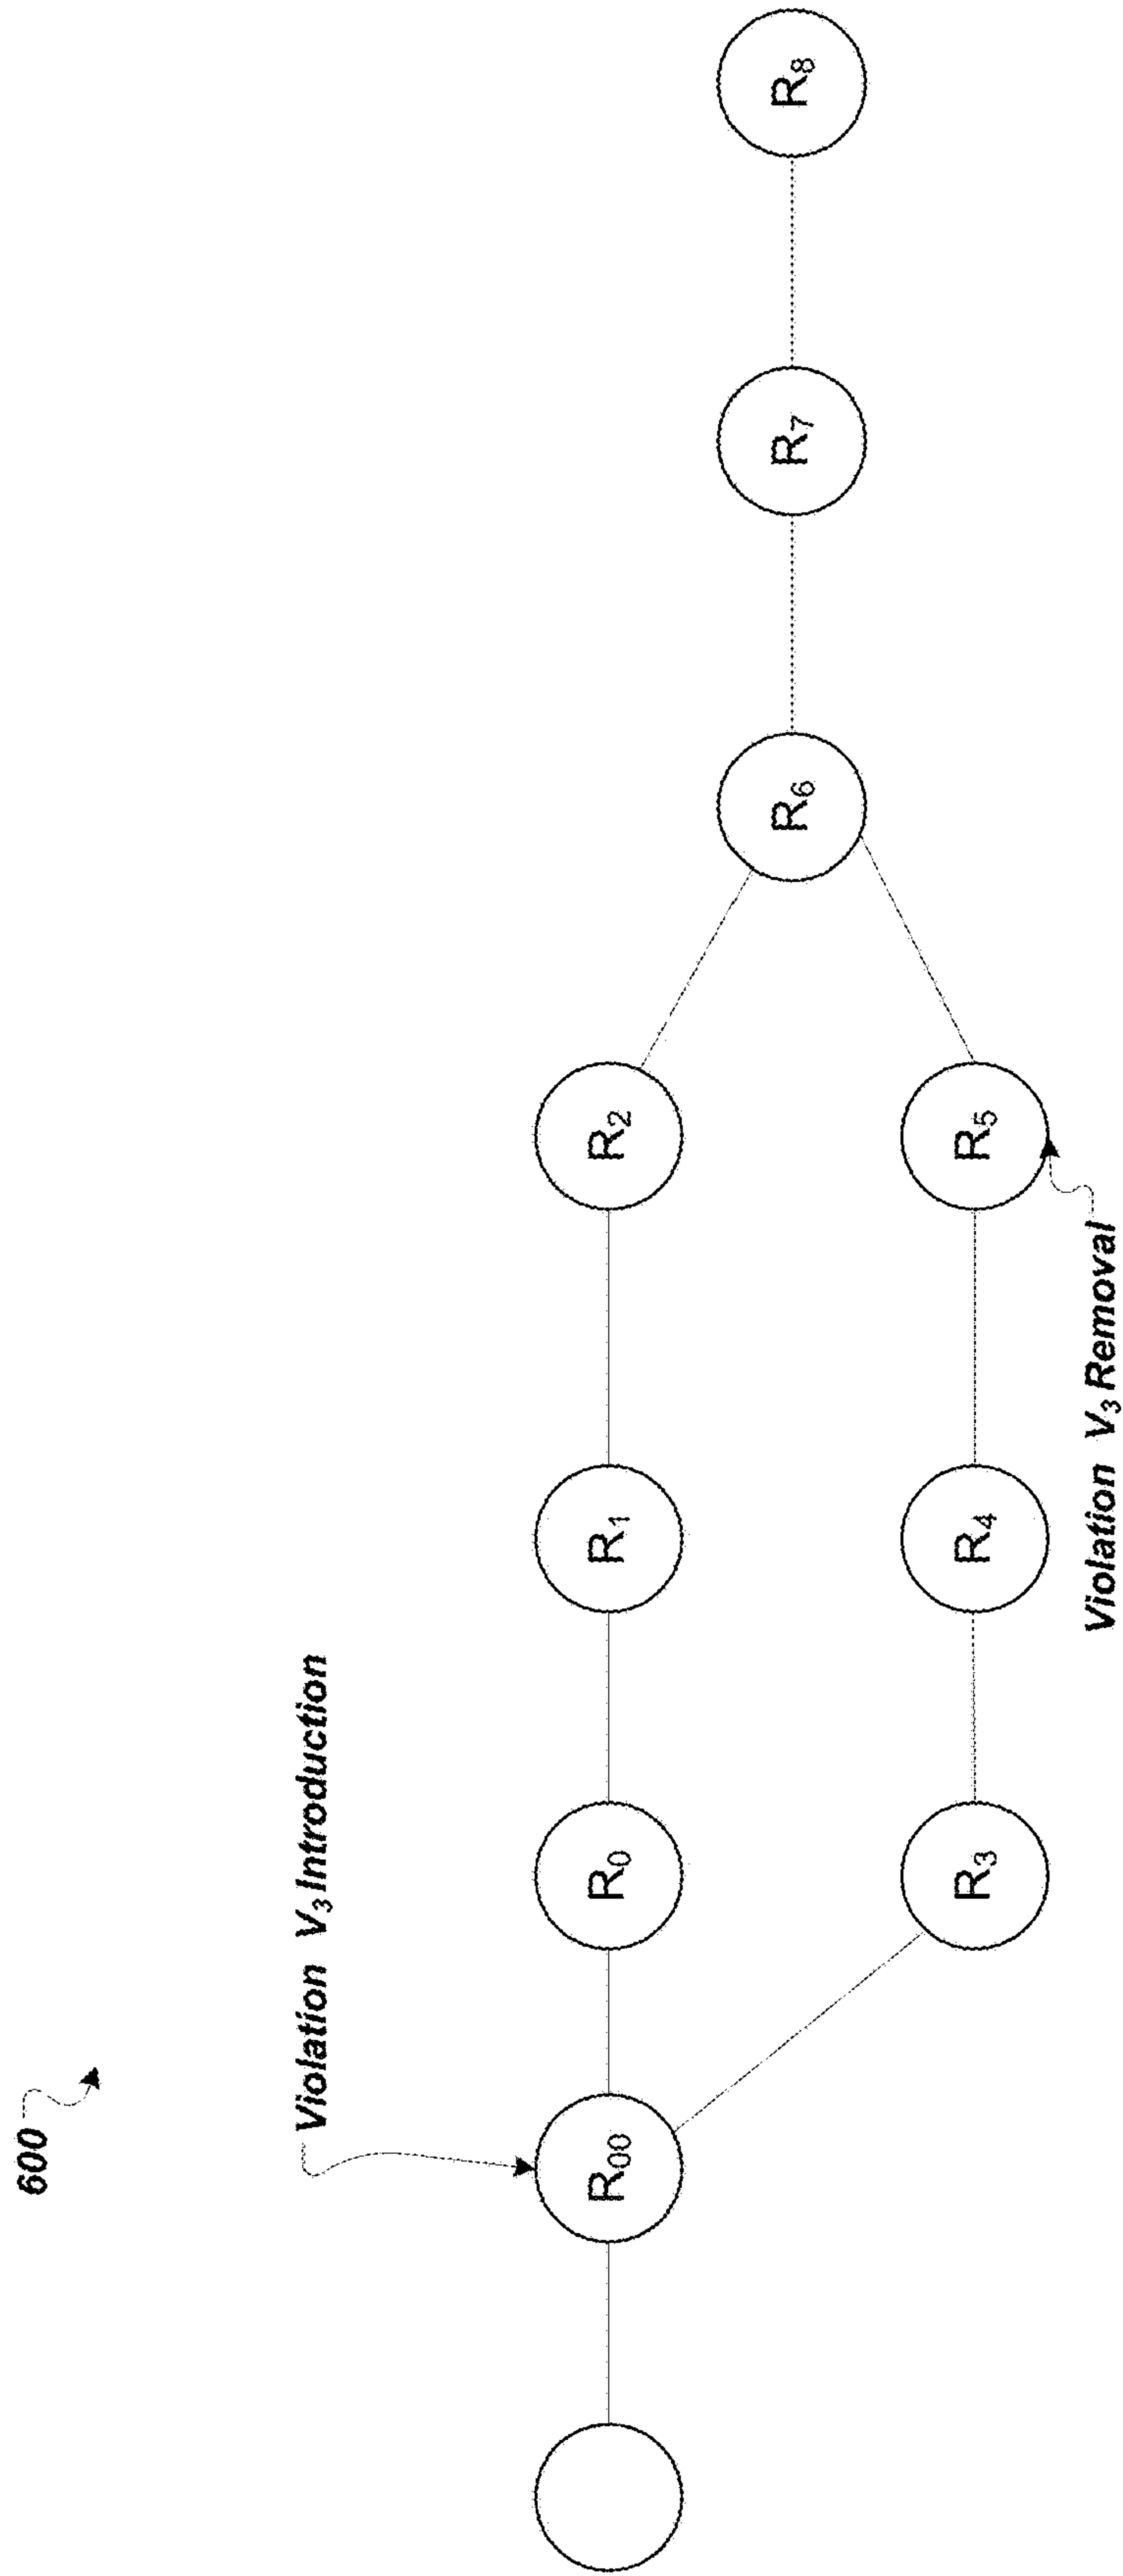 600
Violation V₃ Introduction
R₀₀
R₀
R₁
R₂
R₃
R₄
R₅
R₆
R₇
R₈
Violation V₃ Removal